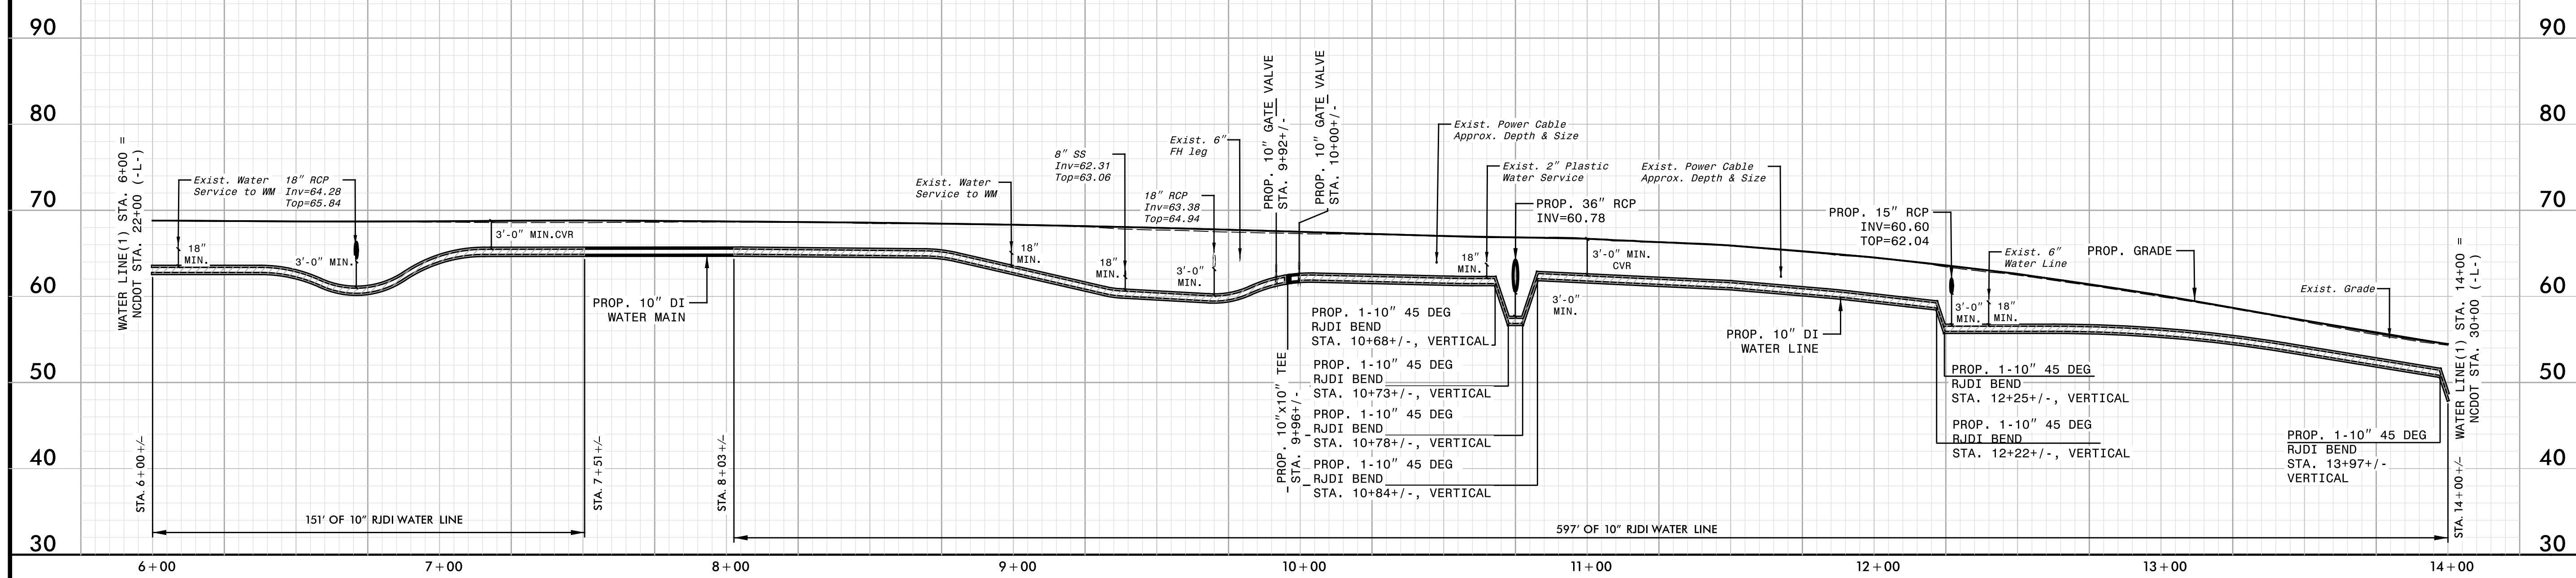 90
80
70
60
50
40
30
WATER LINE(1) STA. 6+00 =
NCDOT STA. 22+00 (-L-)
Exist. Water
Service to WM
18" RCP
Inv=64.28
Top=65.84
18"
MIN.
3'-0" MIN.
3'-0" MIN.CVR
PROP. 10" DI
WATER MAIN
Exist. Water
Service to WM
18"
MIN.
8" SS
Inv=62.31
Top=63.06
18"
MIN.
18" RCP
Inv=63.38
Top=64.94
3'-0"
MIN.
Exist. 6"
FH leg
PROP. 10" GATE VALVE
STA. 9+92+/-
PROP. 10" GATE VALVE
STA. 10+00+/-
PROP. 10"x10" TEE
STA. 9+96+/-
Exist. Power Cable
Approx. Depth & Size
Exist. 2" Plastic
Water Service
18"
MIN.
PROP. 36" RCP
INV=60.78
Exist. Power Cable
Approx. Depth & Size
3'-0" MIN.
CVR
3'-0"
MIN.
PROP. 1-10" 45 DEG
RJDI BEND
STA. 10+68+/-, VERTICAL
PROP. 1-10" 45 DEG
RJDI BEND
STA. 10+73+/-, VERTICAL
PROP. 1-10" 45 DEG
RJDI BEND
STA. 10+78+/-, VERTICAL
PROP. 1-10" 45 DEG
RJDI BEND
STA. 10+84+/-, VERTICAL
PROP. 10" DI
WATER LINE
PROP. 15" RCP
INV=60.60
TOP=62.04
Exist. 6"
Water Line
3'-0"
MIN.
18"
MIN.
PROP. GRADE
Exist. Grade
PROP. 1-10" 45 DEG
RJDI BEND
STA. 12+25+/-, VERTICAL
PROP. 1-10" 45 DEG
RJDI BEND
STA. 12+22+/-, VERTICAL
PROP. 1-10" 45 DEG
RJDI BEND
STA. 13+97+/-
VERTICAL
WATER LINE(1) STA. 14+00 =
NCDOT STA. 30+00 (-L-)
STA. 6+00+/-
STA. 7+51+/-
STA. 8+03+/-
STA. 14+00+/-
151' OF 10" RJDI WATER LINE
597' OF 10" RJDI WATER LINE
90
80
70
60
50
40
30
6+00
7+00
8+00
9+00
10+00
11+00
12+00
13+00
14+00